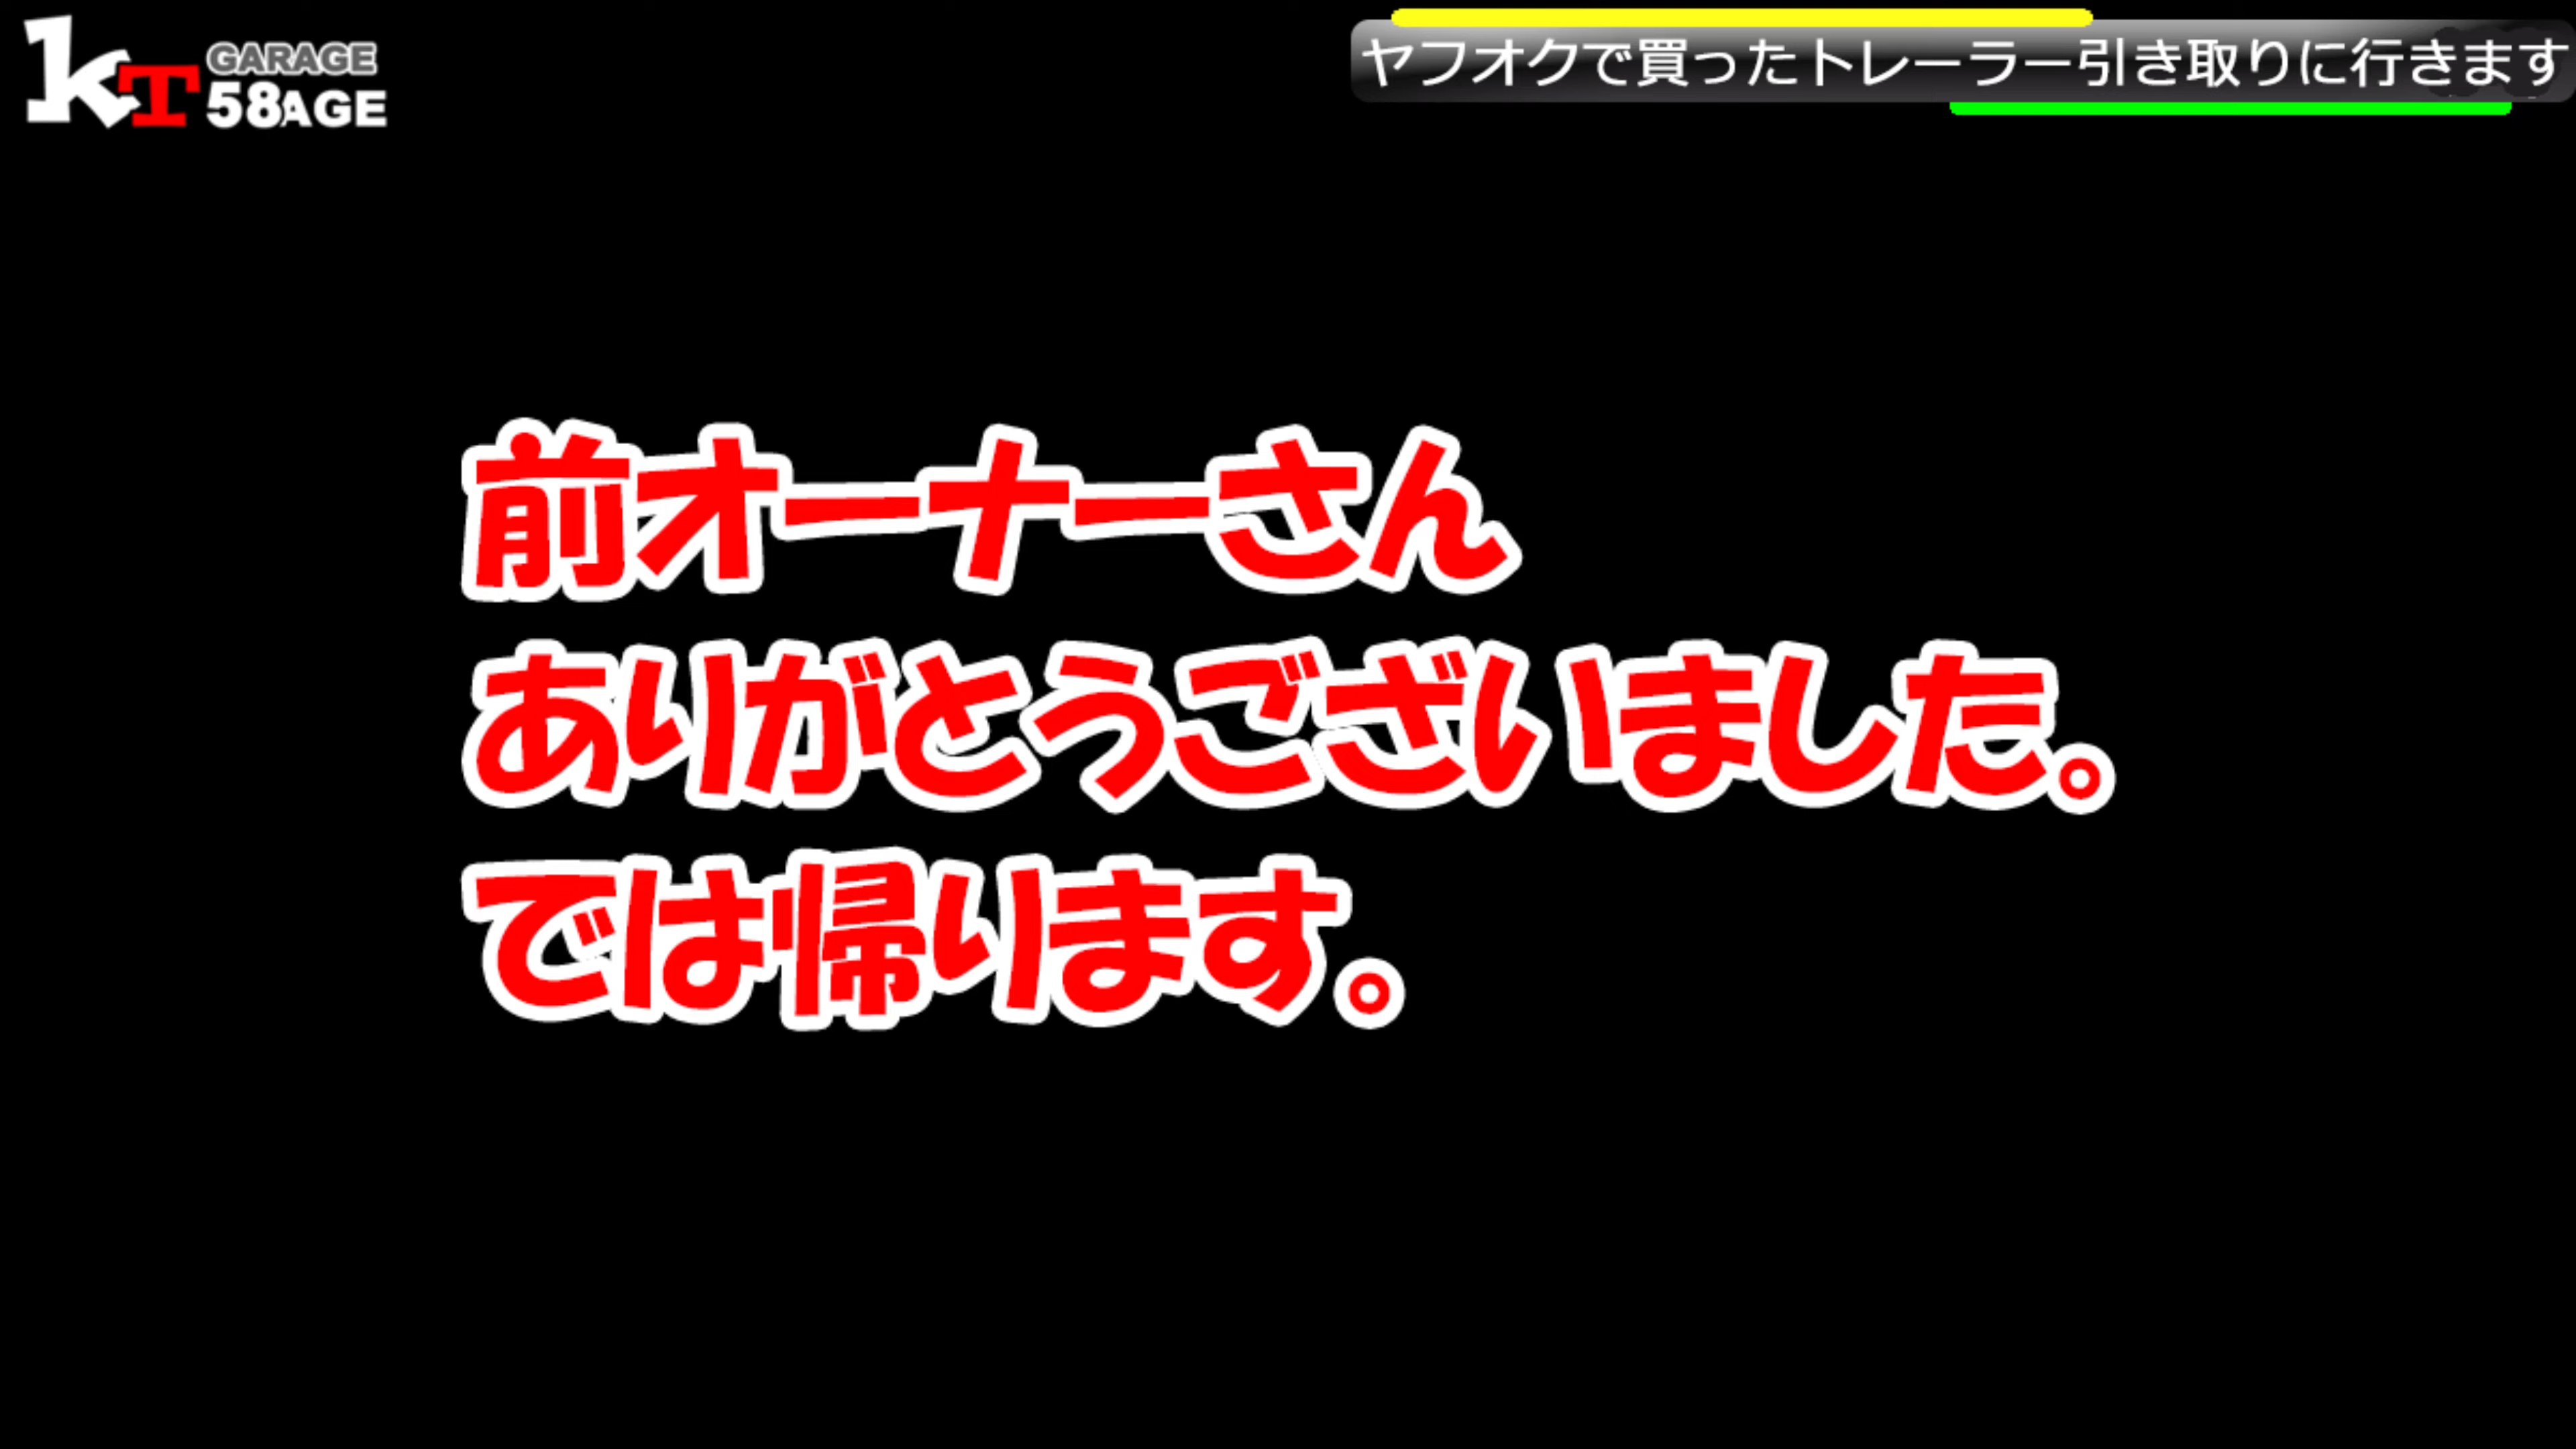 KT GARAGE
58AGE
ヤフオクで買ったトレーラー引き取りに行きます
前オーナーさん
ありがとうございました。
では帰ります。